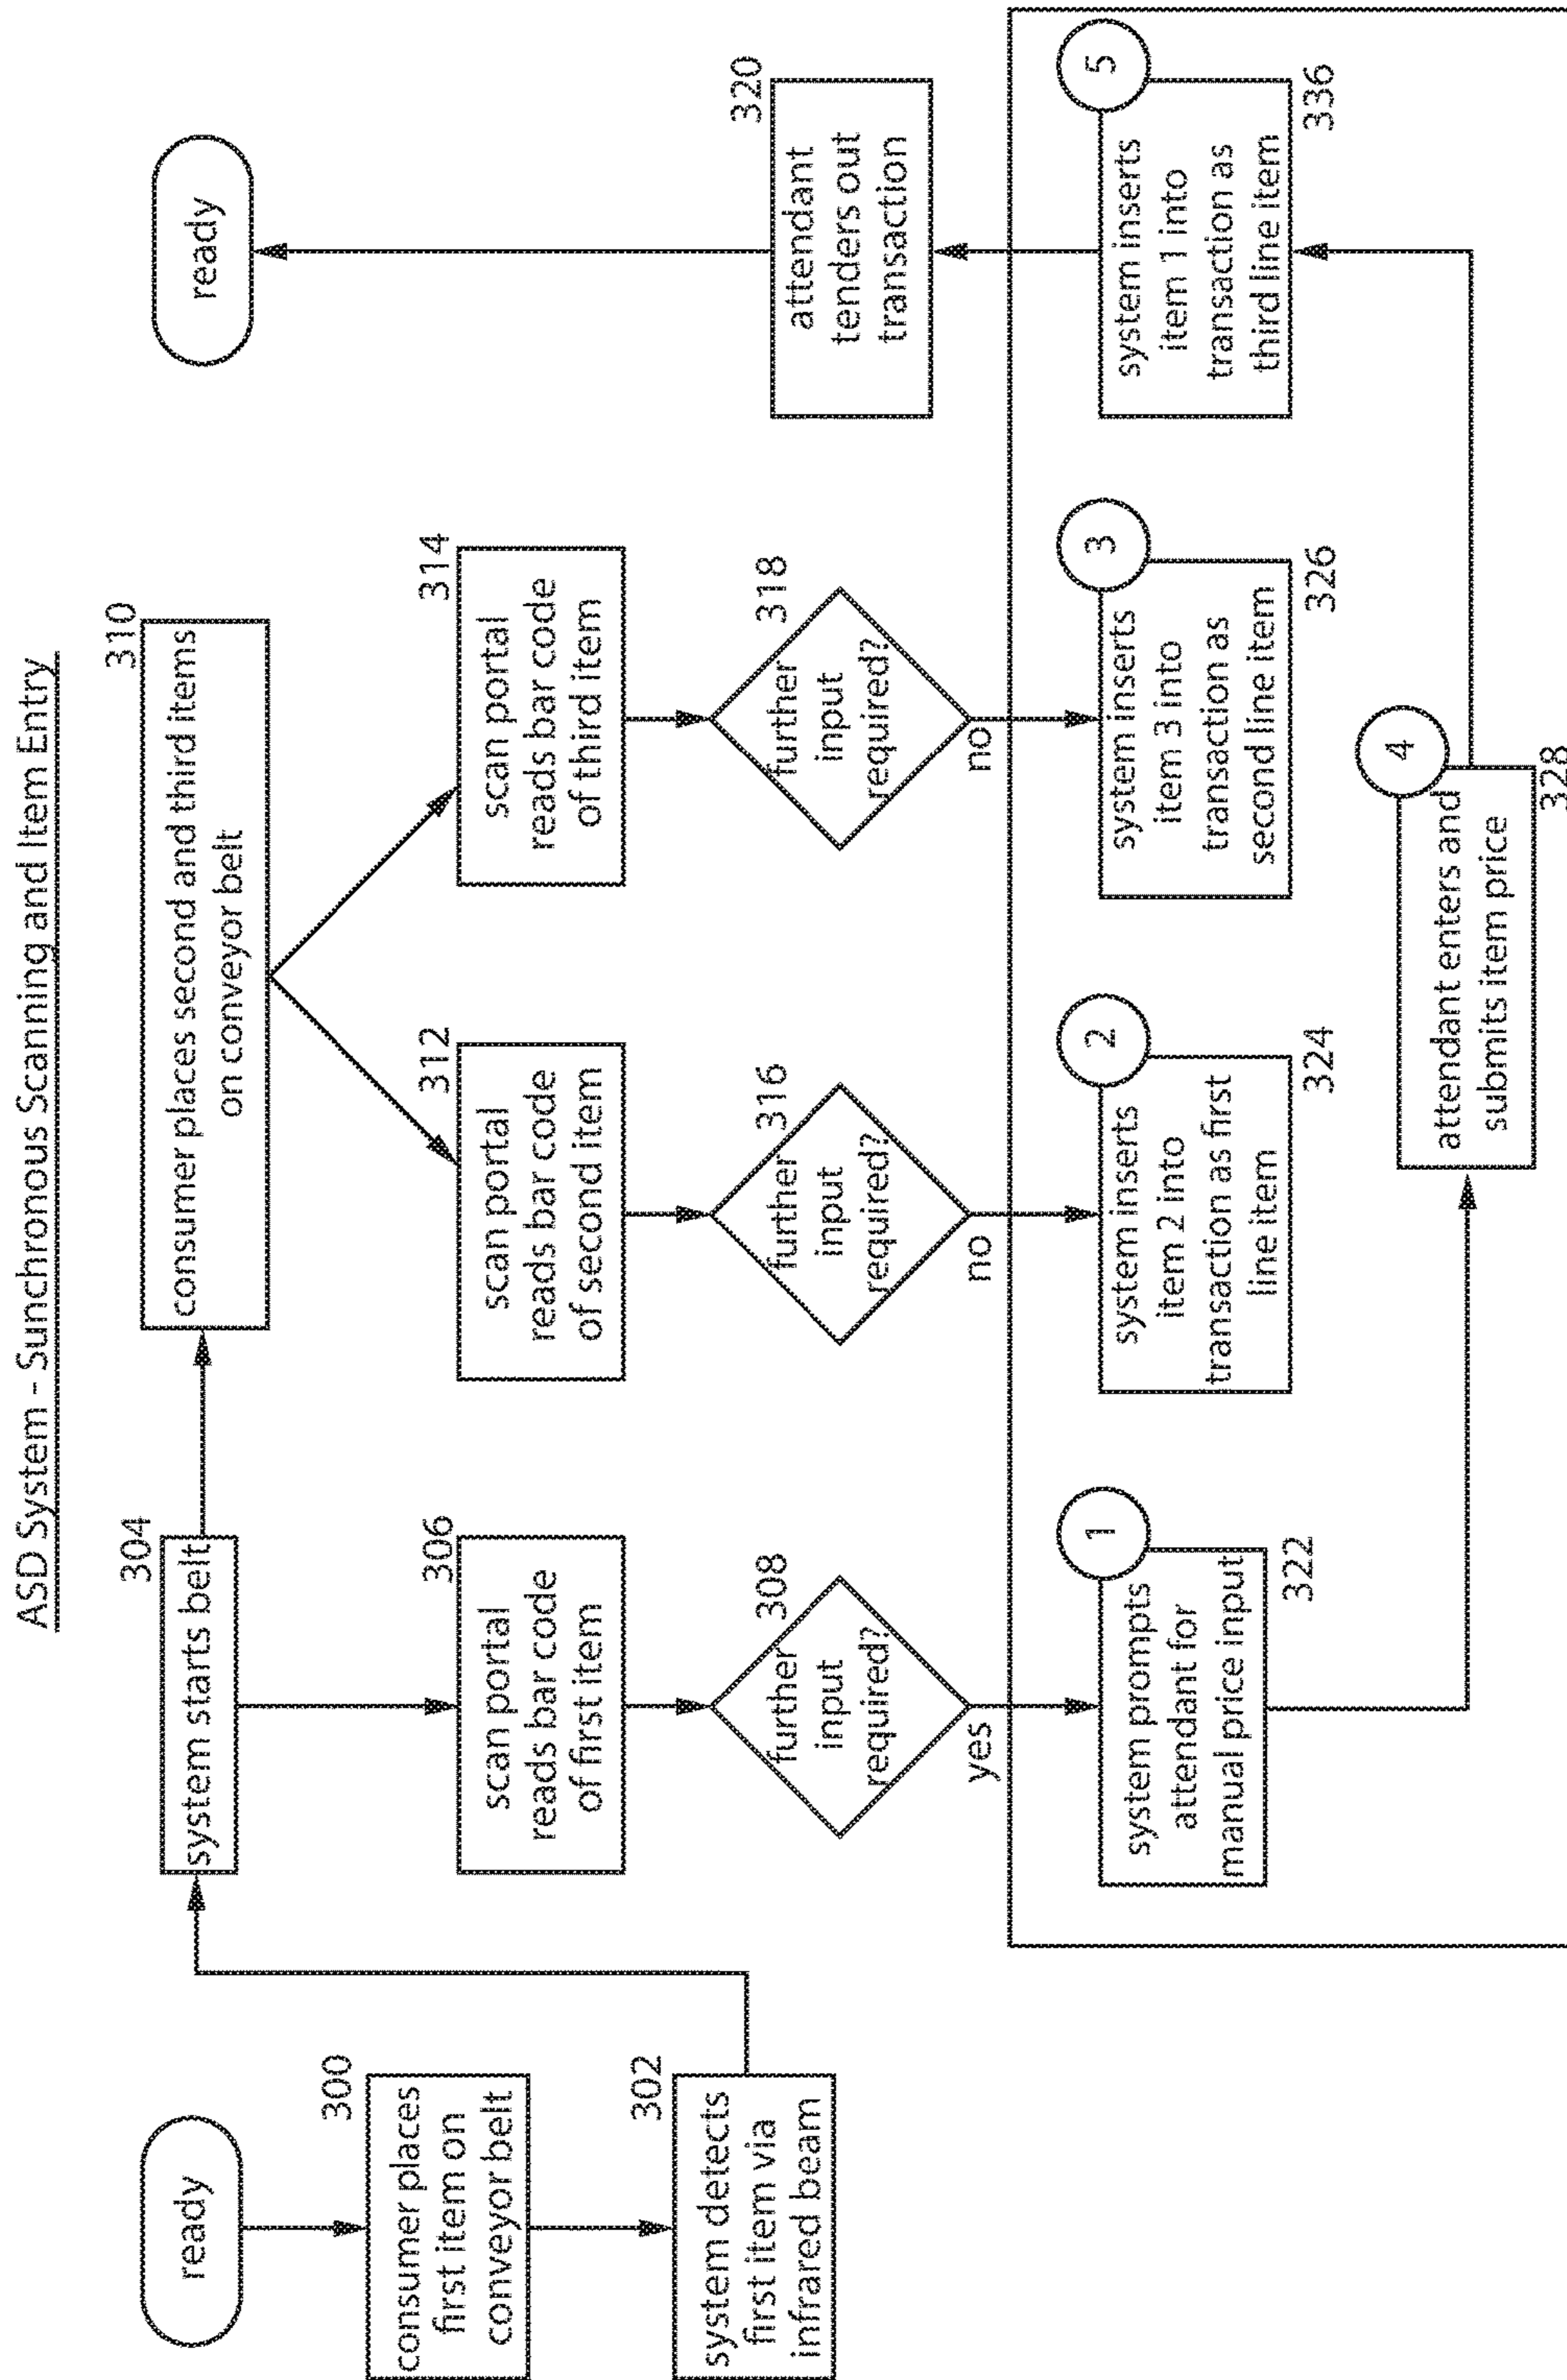 ASD System - Sunchronous Scanning and Item Entry
ready
300
consumer places
first item on
conveyor belt
302
system detects
first item via
infrared beam
304
system starts belt
306
scan portal
reads bar code
of first item
308
further
input
required?
yes
1
system prompts
attendant for
manual price input
322
310
consumer places second and third items
on conveyor belt
312
scan portal
reads bar code
of second item
316
further
input
required?
no
2
system inserts
item 2 into
transaction as first
line item
324
314
scan portal
reads bar code
of third item
318
further
input
required?
no
3
system inserts
item 3 into
transaction as
second line item
326
4
attendant enters and
submits item price
328
ready
320
attendant
tenders out
transaction
5
system inserts
item 1 into
transaction as
third line item
336